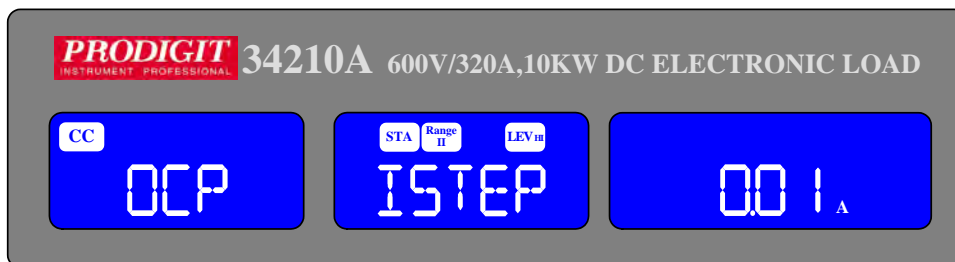 PRODIGIT
INSTRUMENT PROFESSIONAL
34210A 600V/320A,10KW DC ELECTRONIC LOAD
CC
OCP
STA Range II LEV HI
ISTEP
0.01 A